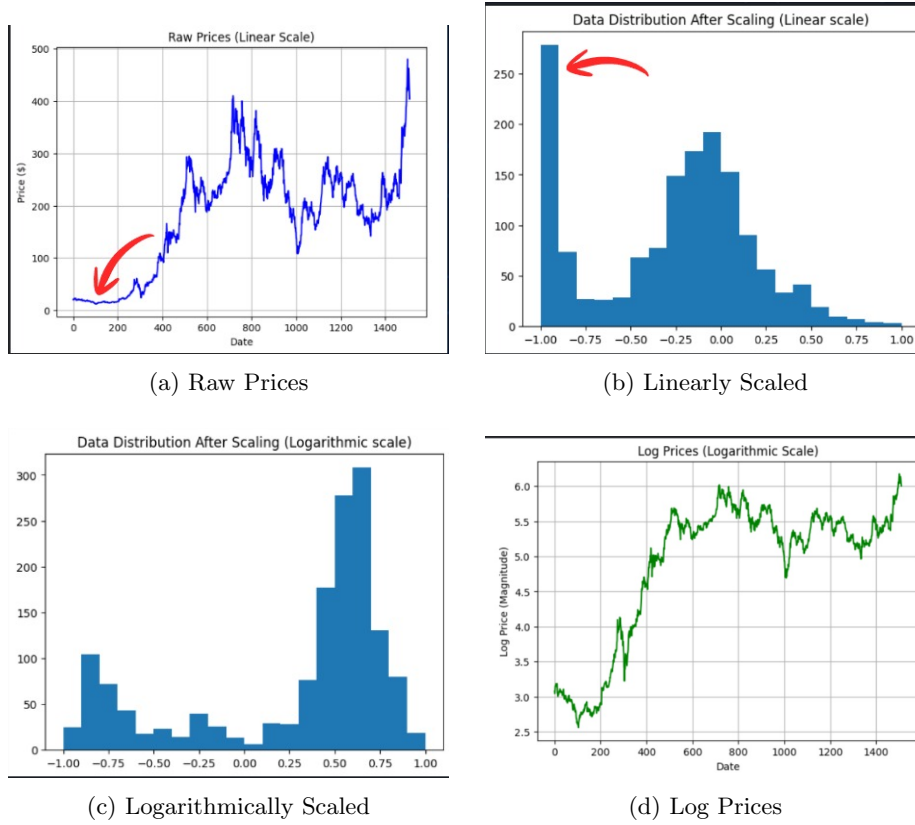 Raw Prices (Linear Scale)
500
400
300
200
100
0
Price ($)
0 200 400 600 800 1000 1200 1400
Date
(a) Raw Prices
Data Distribution After Scaling (Linear scale)
250
200
150
100
50
0
−1.00 −0.75 −0.50 −0.25 0.00 0.25 0.50 0.75 1.00
(b) Linearly Scaled
Data Distribution After Scaling (Logarithmic scale)
300
250
200
150
100
50
0
−1.00 −0.75 −0.50 −0.25 0.00 0.25 0.50 0.75 1.00
(c) Logarithmically Scaled
Log Prices (Logarithmic Scale)
6.0
5.5
5.0
4.5
4.0
3.5
3.0
2.5
Log Price (Magnitude)
0 200 400 600 800 1000 1200 1400
Date
(d) Log Prices